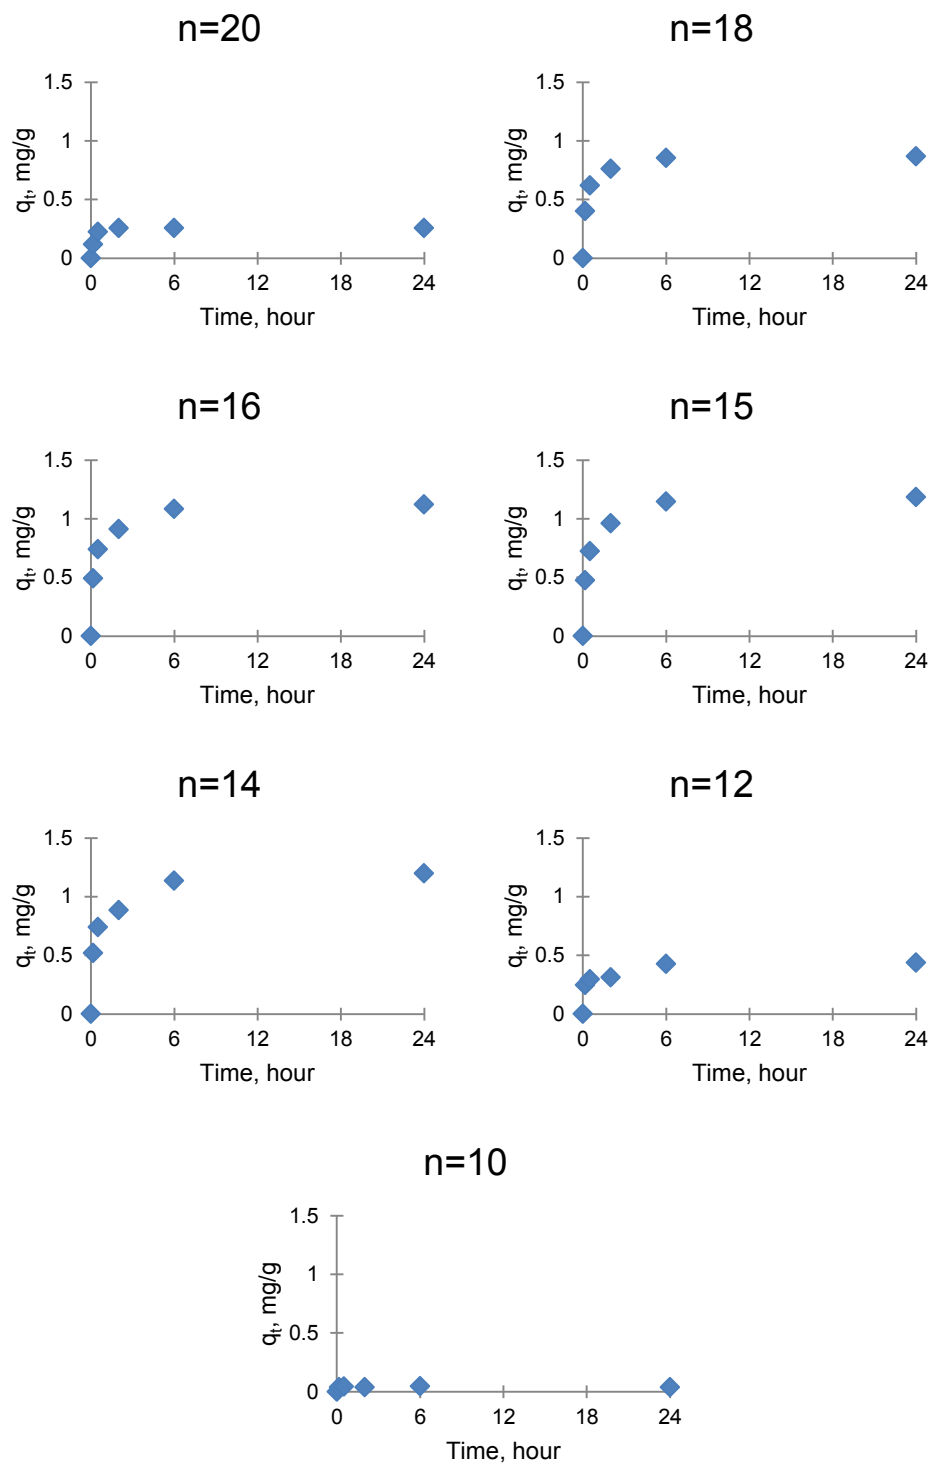 n=20
1.5
1
0.5
0
q_t, mg/g
0 6 12 18 24
Time, hour
n=18
1.5
1
0.5
0
q_t, mg/g
0 6 12 18 24
Time, hour
n=16
1.5
1
0.5
0
q_t, mg/g
0 6 12 18 24
Time, hour
n=15
1.5
1
0.5
0
q_t, mg/g
0 6 12 18 24
Time, hour
n=14
1.5
1
0.5
0
q_t, mg/g
0 6 12 18 24
Time, hour
n=12
1.5
1
0.5
0
q_t, mg/g
0 6 12 18 24
Time, hour
n=10
1.5
1
0.5
0
q_t, mg/g
0 6 12 18 24
Time, hour